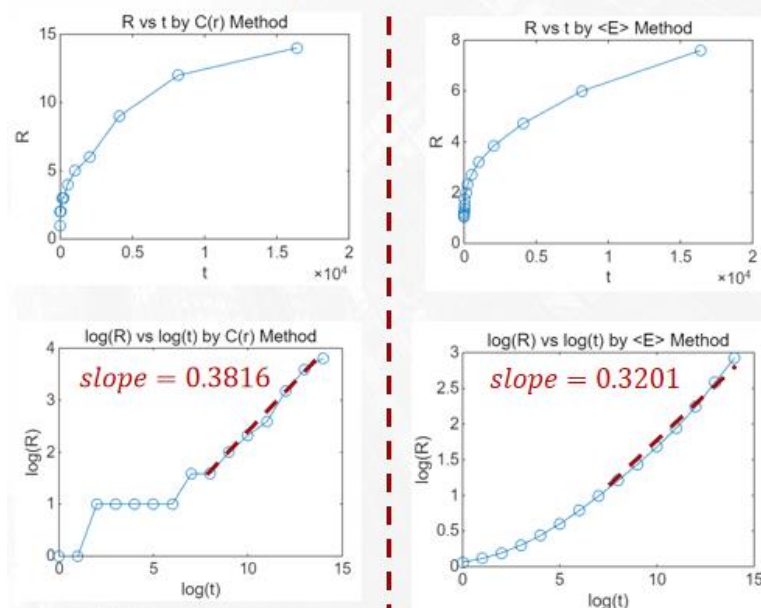 R vs t by C(r) Method
15
10
5
0
R
0
0.5
1
1.5
2
t
×10⁴
R vs t by <E> Method
8
6
4
2
0
R
0
0.5
1
1.5
2
t
×10⁴
log(R) vs log(t) by C(r) Method
slope = 0.3816
4
3
2
1
0
log(R)
0
5
10
15
log(t)
log(R) vs log(t) by <E> Method
slope = 0.3201
3
2.5
2
1.5
1
0.5
0
log(R)
0
5
10
15
log(t)